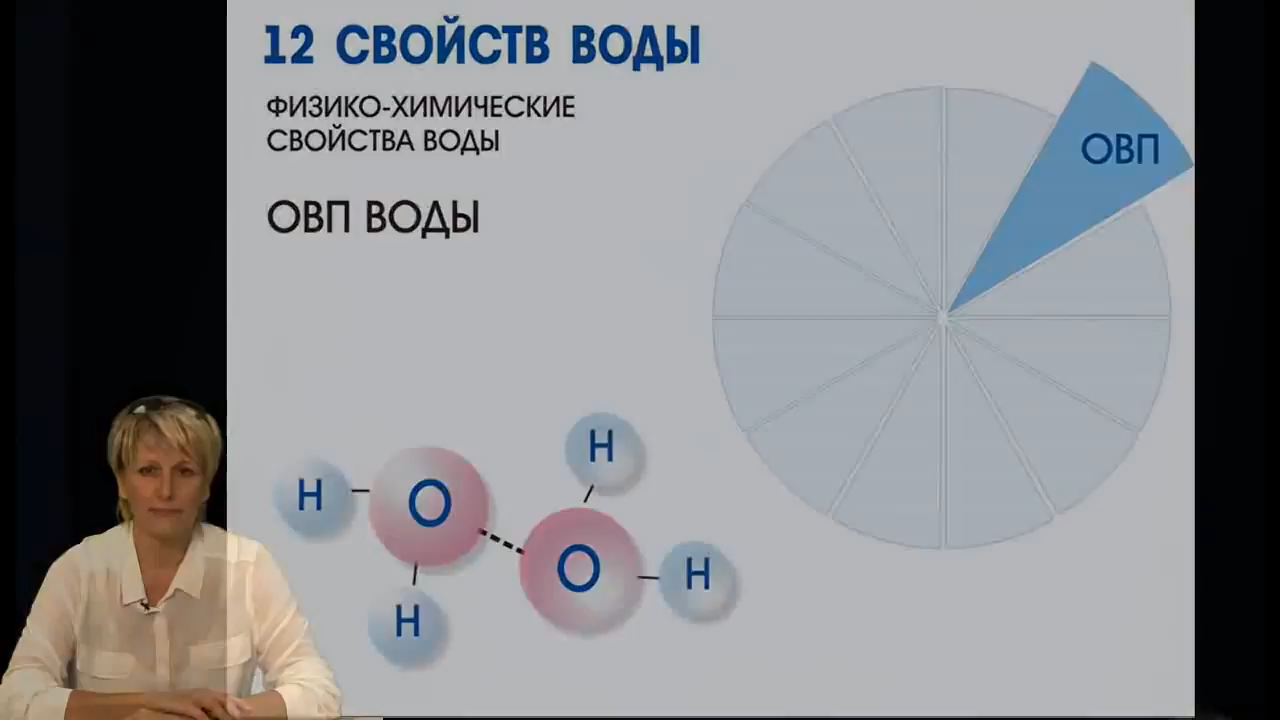 12 СВОЙСТВ ВОДЫ
ФИЗИКО-ХИМИЧЕСКИЕ
СВОЙСТВА ВОДЫ
ОВП
ОВП ВОДЫ
H
H
O
O
H
H